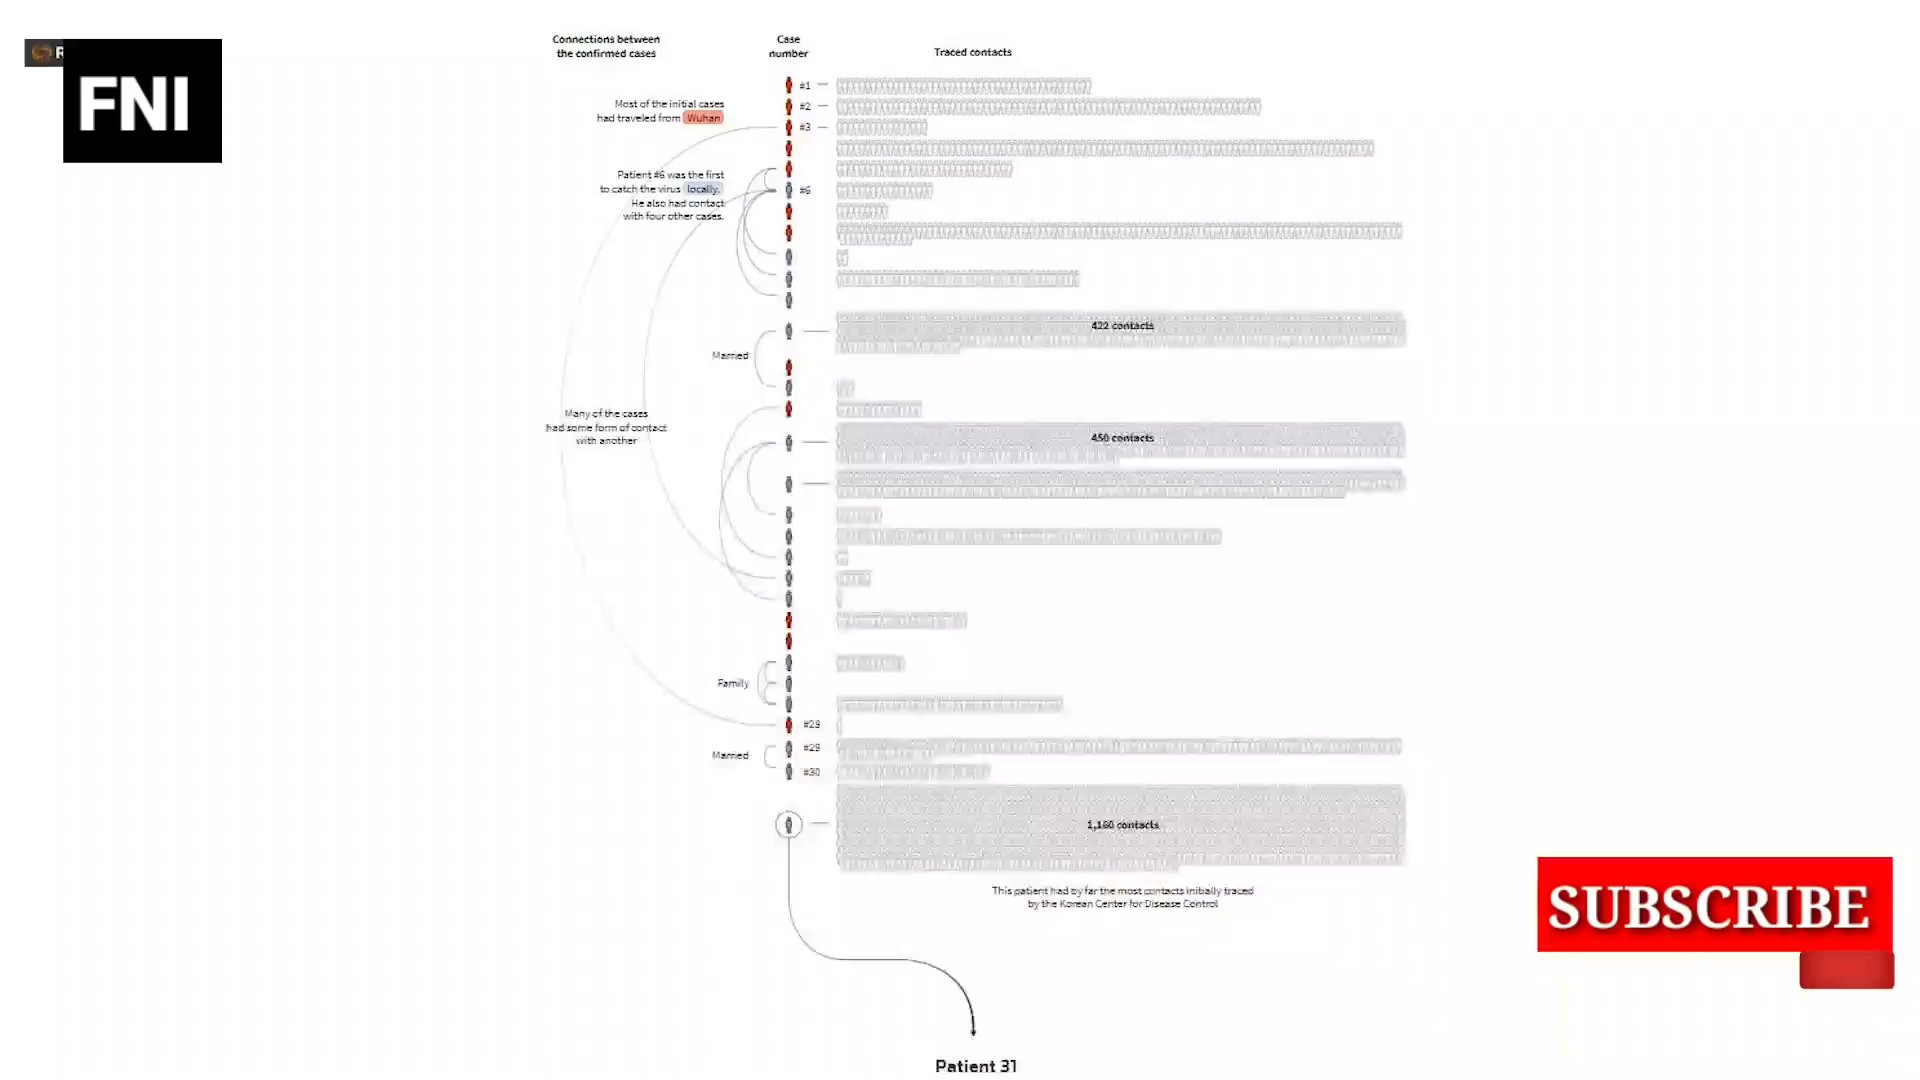 Connections between
the confirmed cases
Case
number
Traced contacts
R
FNI
#1
#2
#3
Most of the initial cases
had traveled from Wuhan
Patient #6 was the first
to catch the virus locally.
He also had contact
with four other cases.
#6
422 contacts
Married
Many of the cases
had some form of contact
with another
450 contacts
Family
#29
Married
#30
1,160 contacts
This patient had by far the most contacts initially traced
by the Korean Center for Disease Control
SUBSCRIBE
Patient 31